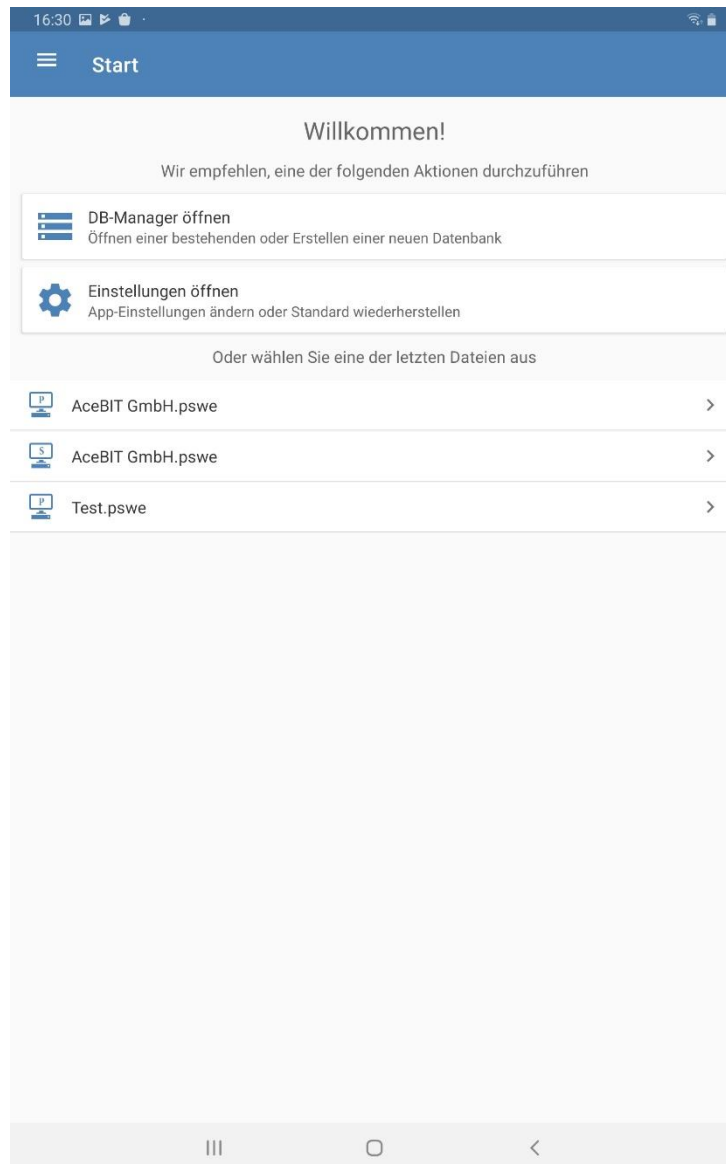 16:30
Start
Willkommen!
Wir empfehlen, eine der folgenden Aktionen durchzuführen
DB-Manager öffnen
Öffnen einer bestehenden oder Erstellen einer neuen Datenbank
Einstellungen öffnen
App-Einstellungen ändern oder Standard wiederherstellen
Oder wählen Sie eine der letzten Dateien aus
P AceBIT GmbH.pswe
S AceBIT GmbH.pswe
P Test.pswe